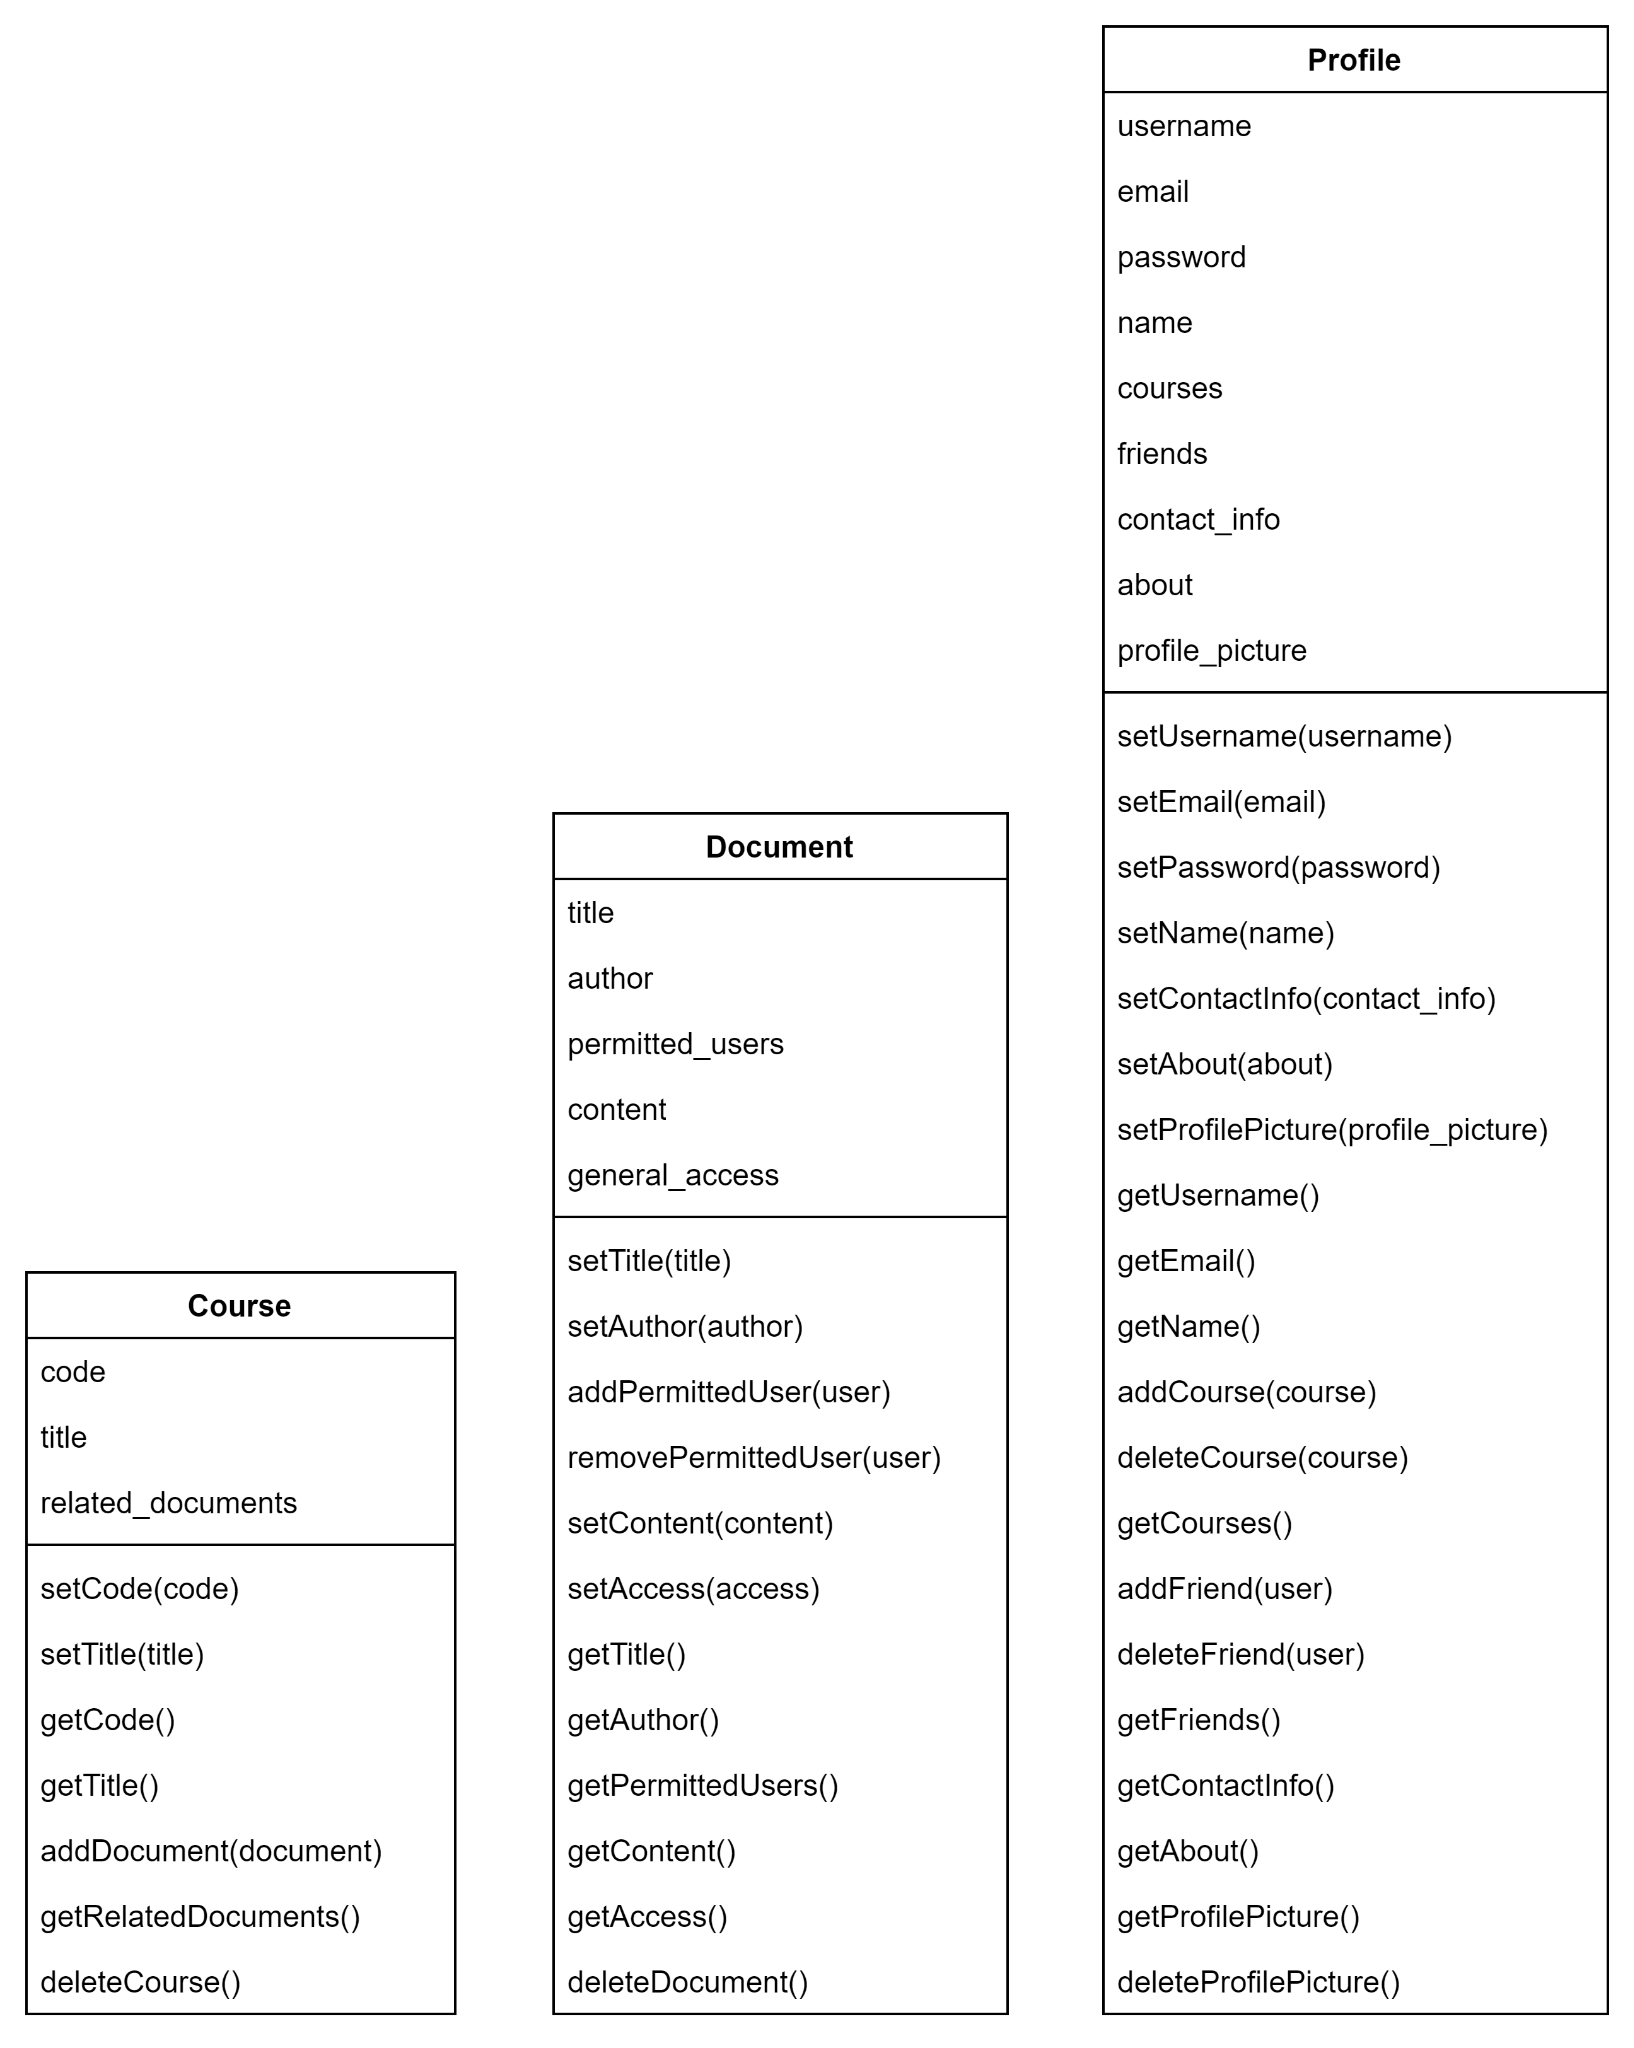 Course
code
title
related_documents
setCode(code)
setTitle(title)
getCode()
getTitle()
addDocument(document)
getRelatedDocuments()
deleteCourse()
Document
title
author
permitted_users
content
general_access
setTitle(title)
setAuthor(author)
addPermittedUser(user)
removePermittedUser(user)
setContent(content)
setAccess(access)
getTitle()
getAuthor()
getPermittedUsers()
getContent()
getAccess()
deleteDocument()
Profile
username
email
password
name
courses
friends
contact_info
about
profile_picture
setUsername(username)
setEmail(email)
setPassword(password)
setName(name)
setContactInfo(contact_info)
setAbout(about)
setProfilePicture(profile_picture)
getUsername()
getEmail()
getName()
addCourse(course)
deleteCourse(course)
getCourses()
addFriend(user)
deleteFriend(user)
getFriends()
getContactInfo()
getAbout()
getProfilePicture()
deleteProfilePicture()